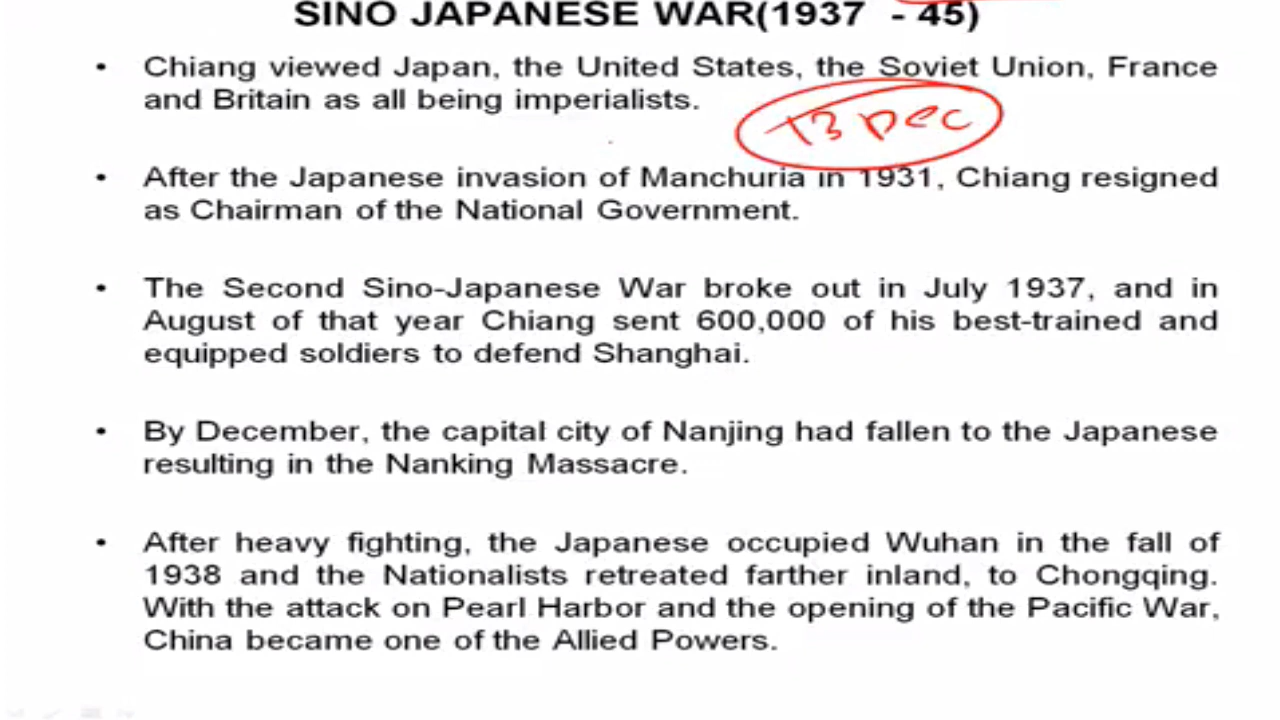 SINO JAPANESE WAR(1937 - 45)
• Chiang viewed Japan, the United States, the Soviet Union, France
and Britain as all being imperialists.
13 Dec
• After the Japanese invasion of Manchuria in 1931, Chiang resigned
as Chairman of the National Government.
• The Second Sino-Japanese War broke out in July 1937, and in
August of that year Chiang sent 600,000 of his best-trained and
equipped soldiers to defend Shanghai.
• By December, the capital city of Nanjing had fallen to the Japanese
resulting in the Nanking Massacre.
• After heavy fighting, the Japanese occupied Wuhan in the fall of
1938 and the Nationalists retreated farther inland, to Chongqing.
With the attack on Pearl Harbor and the opening of the Pacific War,
China became one of the Allied Powers.